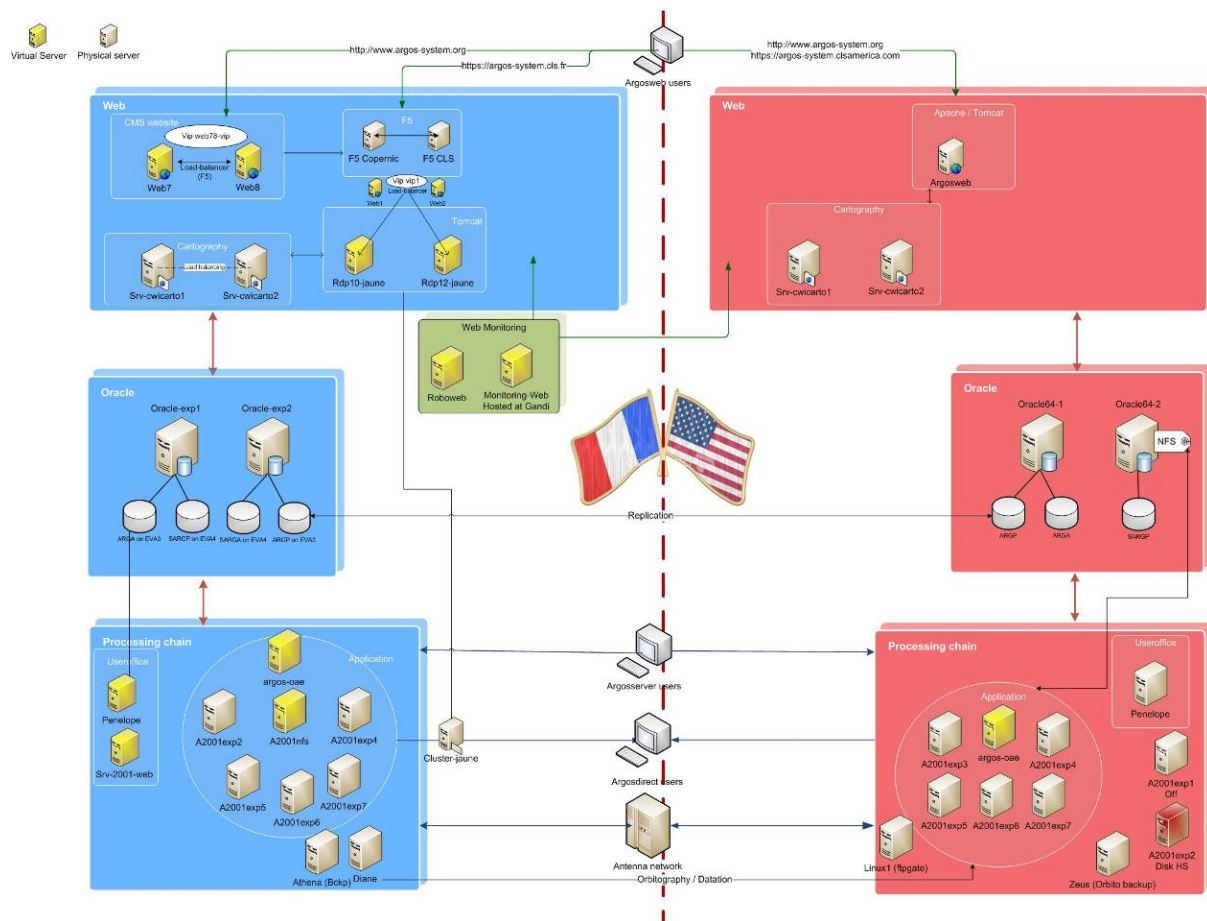 Virtual Server
Physical server
http://www.argos-system.org
https://argos-system.cls.fr
Argosweb users
http://www.argos-system.org
https://argos-system.clsamerica.com
Web
CMS website
Vip web78-vip
Load-balancer
(F5)
Web7
Web8
F5
F5 Copernic
F5 CLS
Vip vip1
Load-balancer
Web1
Web2
Tomcat
Rdp10-jaune
Rdp12-jaune
Cartography
Load balancing
Srv-cwicarto1
Srv-cwicarto2
Web
Apache / Tomcat
Argosweb
Cartography
Srv-cwicarto1
Srv-cwicarto2
Web Monitoring
Roboweb
Monitoring-Web
Hosted at Gandi
Oracle
Oracle-exp1
Oracle-exp2
ARGA on EVA3
SARGP on EVA4
SARGA on EVA4
ARGP on EVA3
Replication
Oracle
Oracle64-1
Oracle64-2
NFS
ARGP
ARGA
SARGP
Processing chain
Useroffice
Penelope
Srv-2001-web
Application
argos-oae
A2001exp2
A2001nfs
A2001exp4
A2001exp5
A2001exp6
A2001exp7
Athena (Bckp)
Diane
Cluster-jaune
Argosserver users
Argosdirect users
Antenna network
Orbitography / Datation
Processing chain
Useroffice
Penelope
Application
A2001exp3
argos-oae
A2001exp4
A2001exp5
A2001exp6
A2001exp7
A2001exp1
Off
A2001exp2
Disk HS
Linux1 (ftpgate)
Zeus (Orbito backup)